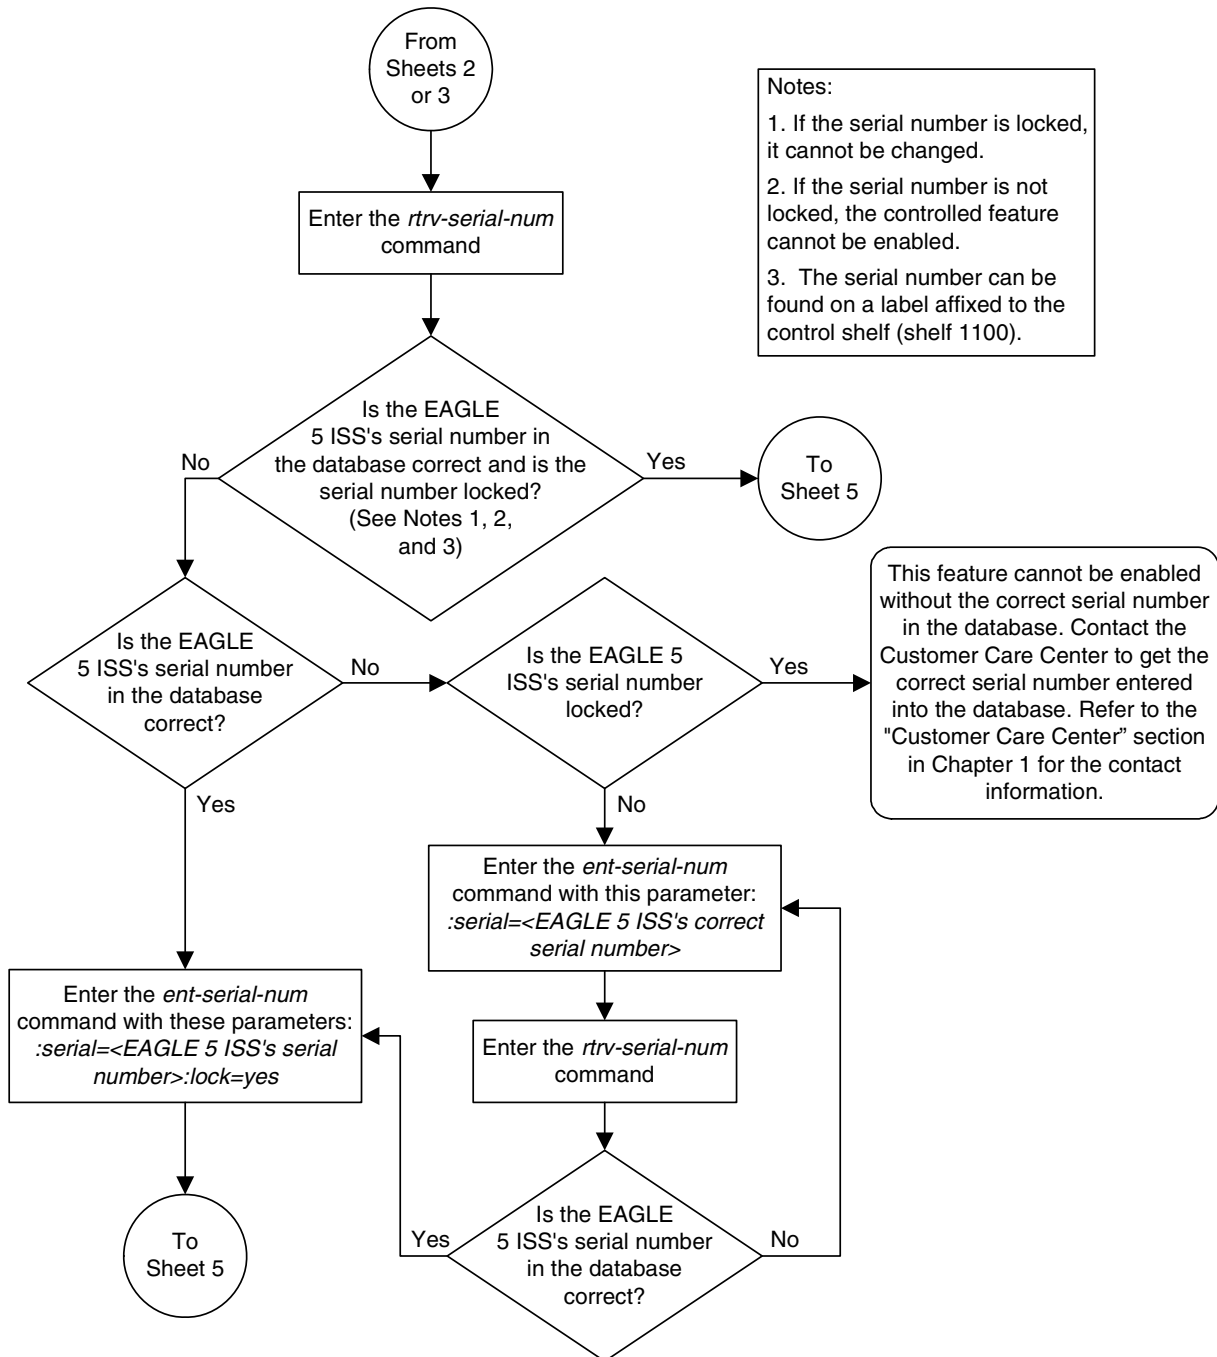 From
Sheets 2
or 3
Notes:
1. If the serial number is locked,
it cannot be changed.
2. If the serial number is not
locked, the controlled feature
cannot be enabled.
3.  The serial number can be
found on a label affixed to the
control shelf (shelf 1100).
Enter the rtrv-serial-num
command
Is the EAGLE
5 ISS's serial number in
the database correct and is the
serial number locked?
(See Notes 1, 2,
and 3)
No
Yes
To
Sheet 5
Is the EAGLE
5 ISS's serial number
in the database
correct?
No
Yes
Is the EAGLE 5
ISS's serial number
locked?
Yes
No
This feature cannot be enabled
without the correct serial number
in the database. Contact the
Customer Care Center to get the
correct serial number entered
into the database. Refer to the
"Customer Care Center” section
in Chapter 1 for the contact
information.
Enter the ent-serial-num
command with this parameter:
:serial=<EAGLE 5 ISS's correct
serial number>
Enter the ent-serial-num
command with these parameters:
:serial=<EAGLE 5 ISS's serial
number>:lock=yes
Enter the rtrv-serial-num
command
Is the EAGLE
5 ISS's serial number
in the database
correct?
Yes
No
To
Sheet 5